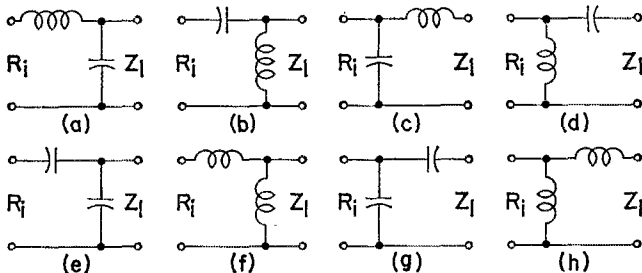 Ri Zl Ri Zl Ri Zl Ri Zl
(a) (b) (c) (d)
Ri Zl Ri Zl Ri Zl Ri Zl
(e) (f) (g) (h)